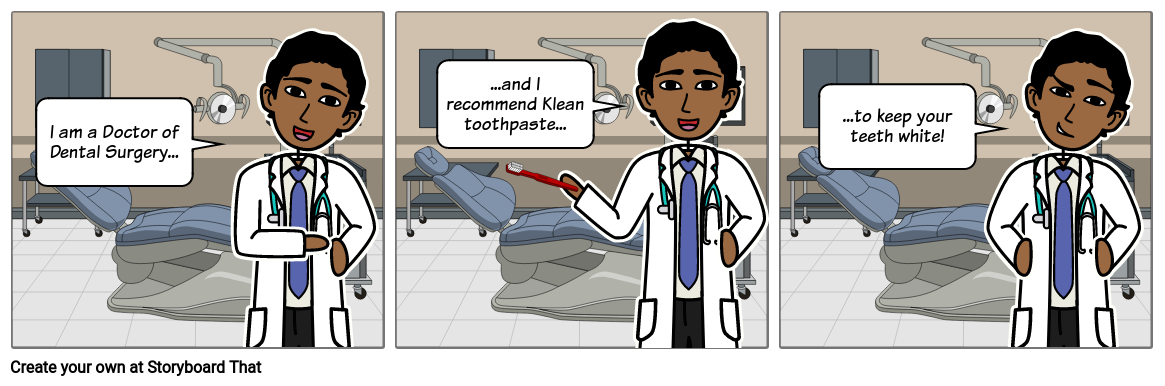 I am a Doctor of
Dental Surgery...
...and I
recommend Klean
toothpaste...
...to keep your
teeth white!
Create your own at Storyboard That